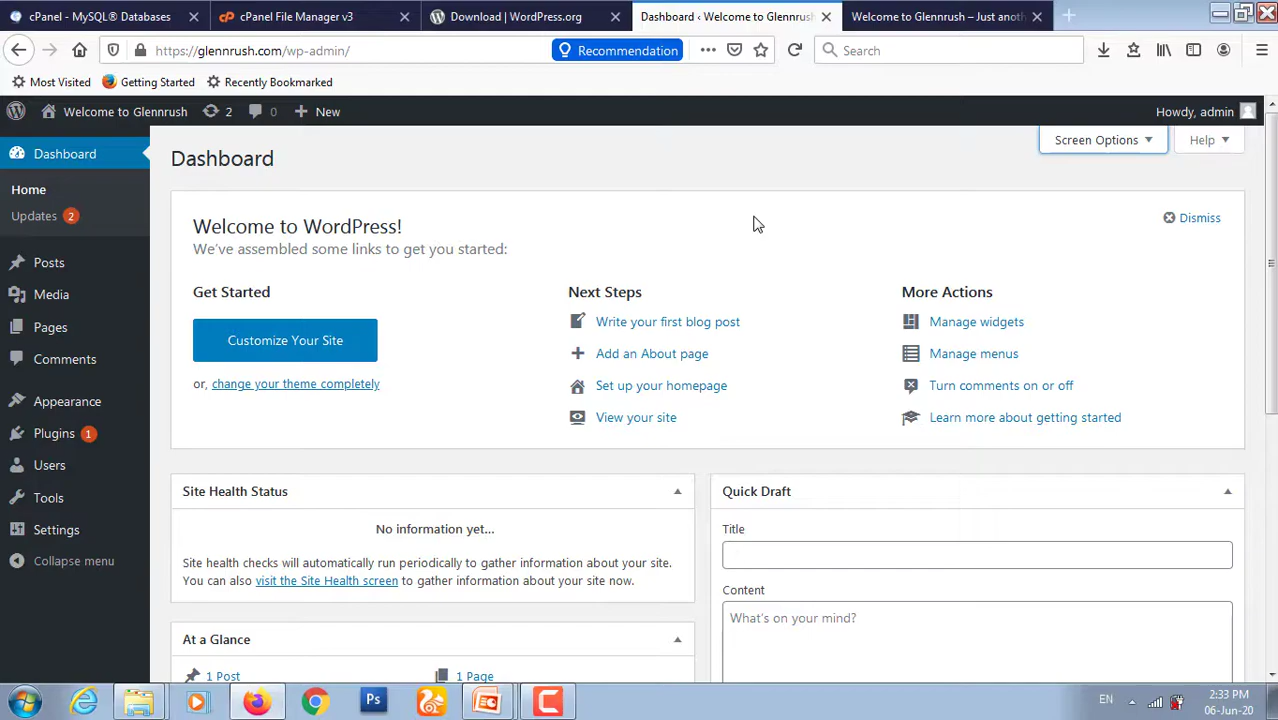 cPanel - MySQL® Databases
cPanel File Manager v3
Download | WordPress.org
Dashboard ‹ Welcome to Glennrush
Welcome to Glennrush – Just anoth
https://glennrush.com/wp-admin/
Recommendation
Search
Most Visited
Getting Started
Recently Bookmarked
Welcome to Glennrush
2
0
New
Howdy, admin
Dashboard
Home
Updates 2
Posts
Media
Pages
Comments
Appearance
Plugins 1
Users
Tools
Settings
Collapse menu
Screen Options
Help
Dashboard
Welcome to WordPress!
We've assembled some links to get you started:
Dismiss
Get Started
Customize Your Site
or, change your theme completely
Next Steps
Write your first blog post
Add an About page
Set up your homepage
View your site
More Actions
Manage widgets
Manage menus
Turn comments on or off
Learn more about getting started
Site Health Status
No information yet...
Site health checks will automatically run periodically to gather information about your site.
You can also visit the Site Health screen to gather information about your site now.
At a Glance
1 Post
1 Page
Quick Draft
Title
Content
What's on your mind?
Ps
EN
2:33 PM
06-Jun-20